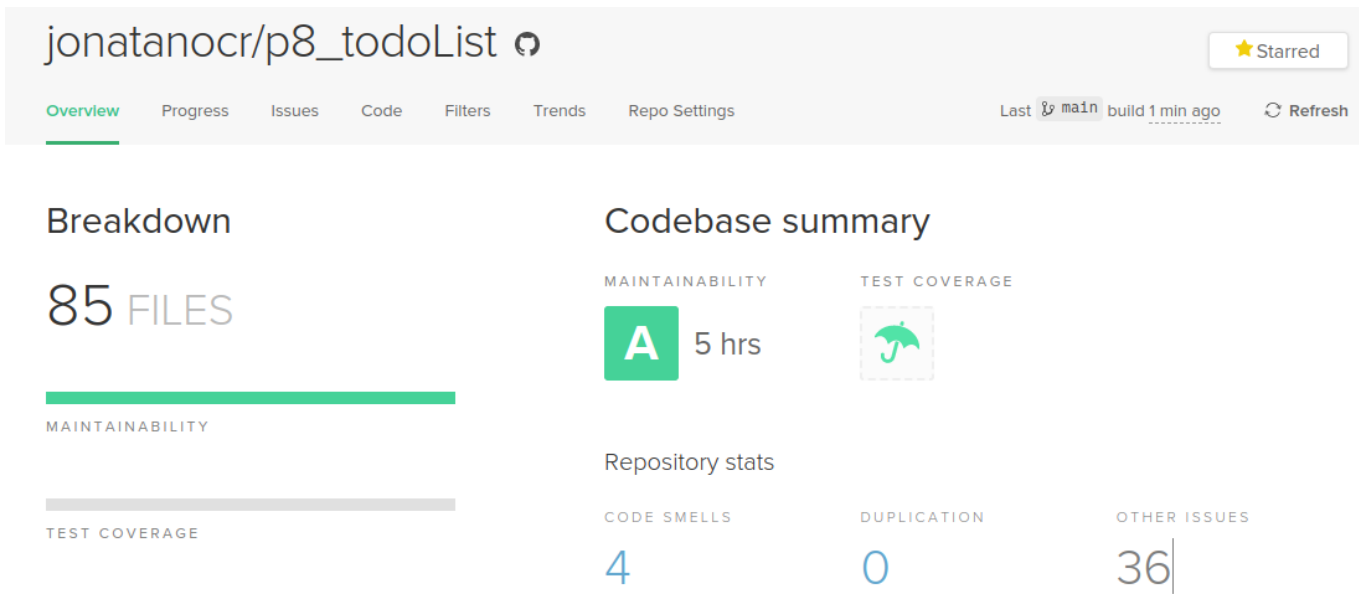 jonatanocr/p8_todoList
Starred
Overview Progress Issues Code Filters Trends Repo Settings Last main build 1 min ago Refresh
Breakdown
85 FILES
MAINTAINABILITY
TEST COVERAGE
Codebase summary
MAINTAINABILITY TEST COVERAGE
A 5 hrs
Repository stats
CODE SMELLS DUPLICATION OTHER ISSUES
4 0 36